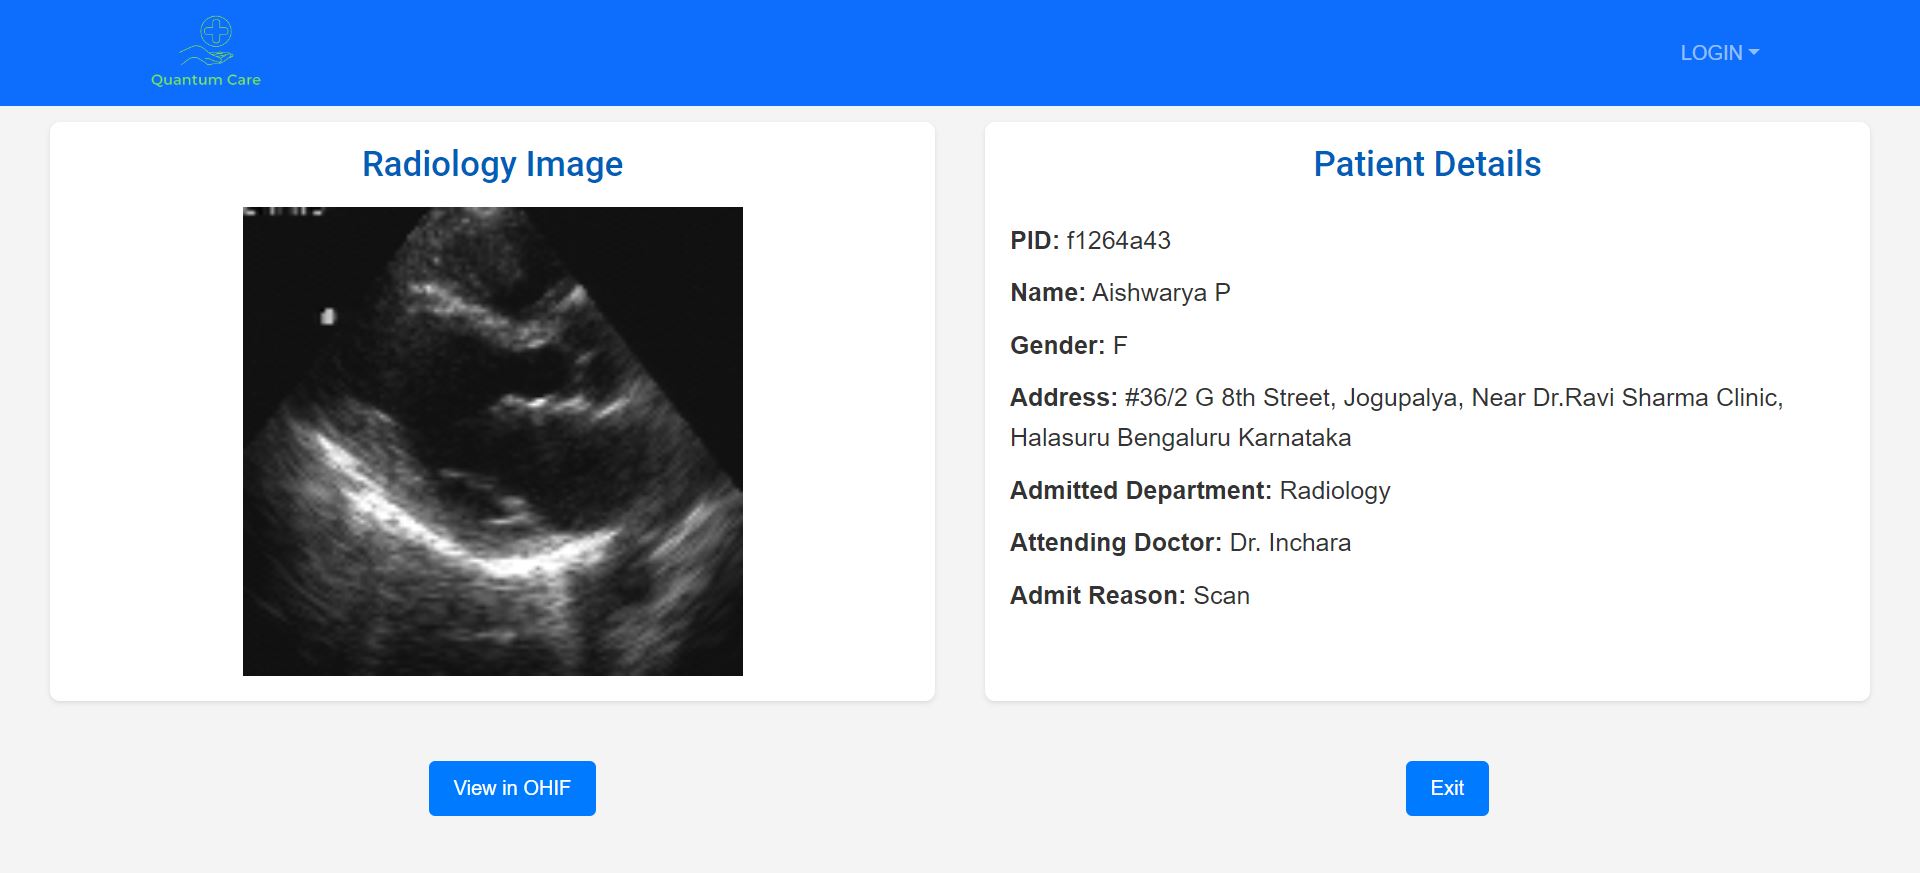 Quantum Care
LOGIN
Radiology Image
Patient Details
PID: f1264a43
Name: Aishwarya P
Gender: F
Address: #36/2 G 8th Street, Jogupalya, Near Dr.Ravi Sharma Clinic,
Halasuru Bengaluru Karnataka
Admitted Department: Radiology
Attending Doctor: Dr. Inchara
Admit Reason: Scan
View in OHIF
Exit